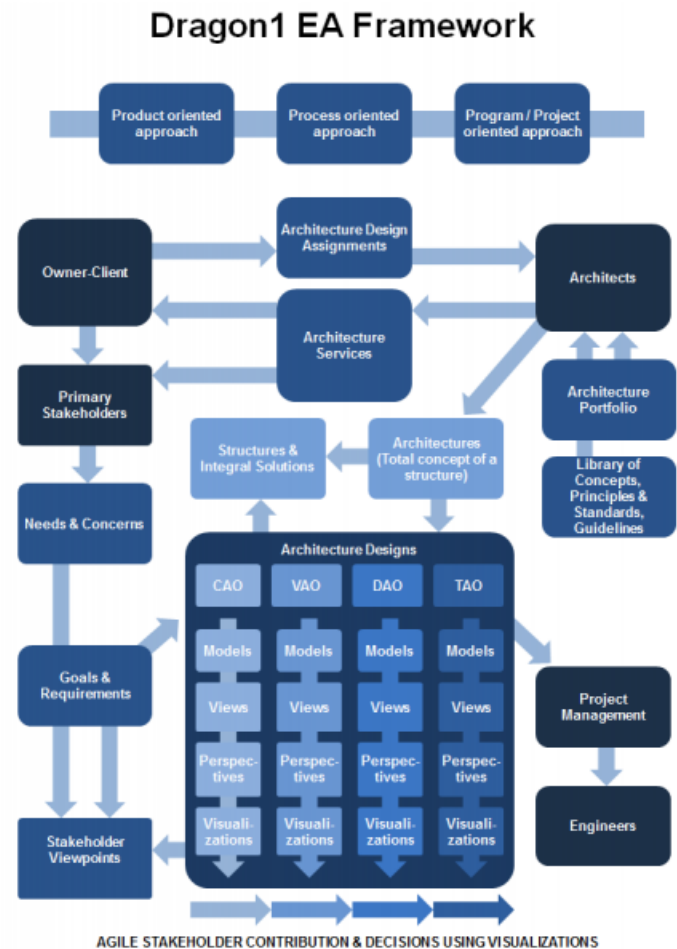 Dragon1 EA Framework
Product oriented
approach
Process oriented
approach
Program / Project
oriented approach
Owner-Client
Architecture Design
Assignments
Architects
Architecture
Services
Primary
Stakeholders
Architecture
Portfolio
Structures &
Integral Solutions
Architectures
(Total concept of a
structure)
Library of
Concepts,
Principles &
Standards,
Guidelines
Needs & Concerns
Architecture Designs
CAO
VAO
DAO
TAO
Models
Models
Models
Models
Views
Views
Views
Views
Perspec-
tives
Perspec-
tives
Perspec-
tives
Perspec-
tives
Visuali-
zations
Visuali-
zations
Visuali-
zations
Visuali-
zations
Goals &
Requirements
Project
Management
Stakeholder
Viewpoints
Engineers
AGILE STAKEHOLDER CONTRIBUTION & DECISIONS USING VISUALIZATIONS